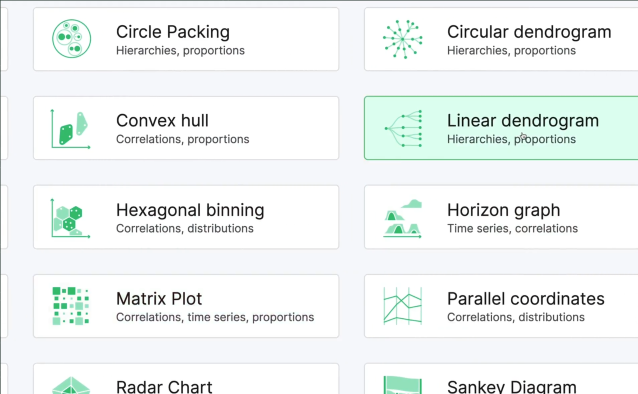 Circle Packing
Hierarchies, proportions
Circular dendrogram
Hierarchies, proportions
Convex hull
Correlations, proportions
Linear dendrogram
Hierarchies, proportions
Hexagonal binning
Correlations, distributions
Horizon graph
Time series, correlations
Matrix Plot
Correlations, time series, proportions
Parallel coordinates
Correlations, distributions
Radar Chart
Sankey Diagram